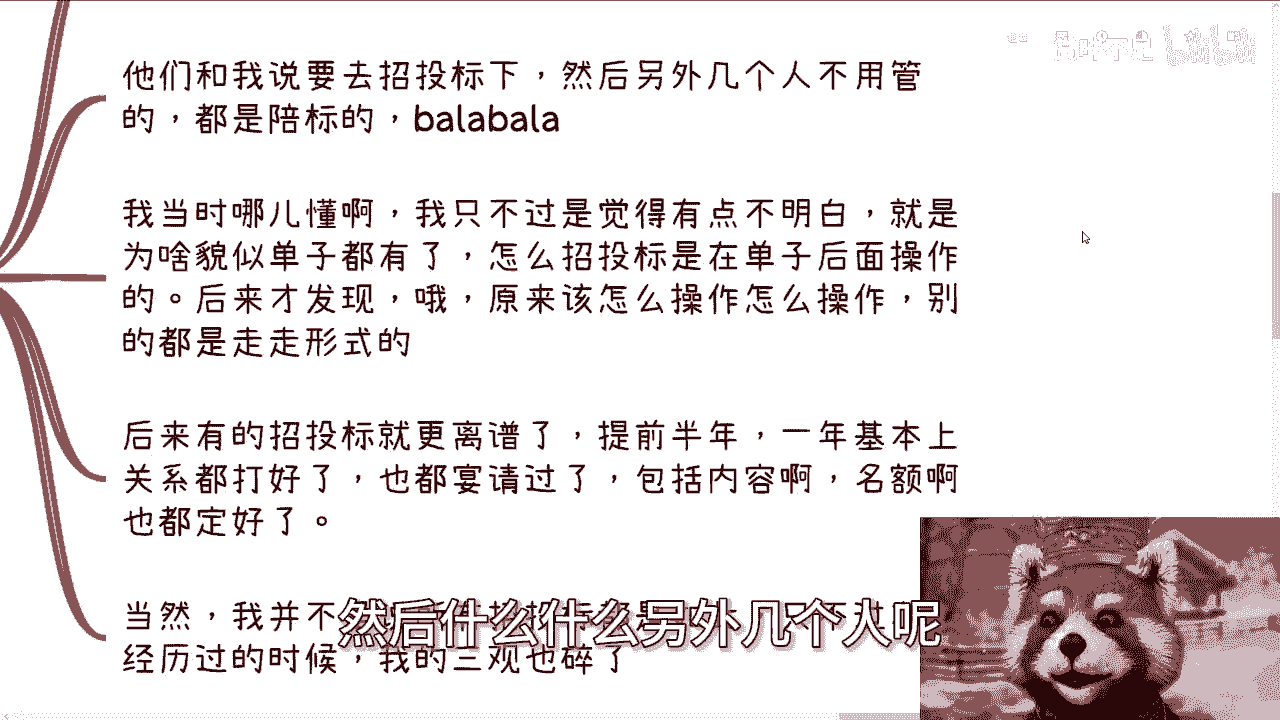 他们和我说要去招投标下，然后另外几个人不用管
的，都是陪标的，balabala
我当时哪儿懂啊，我只不过是觉得有点不明白，就是
为啥貌似单子都有了，怎么招投标是在单子后面操作
的。后来才发现，哦，原来该怎么操作怎么操作，别
的都是走走形式的
后来有的招投标就更离谱了，提前半年，一年基本上
关系都打好了，也都宴请过了，包括内容啊，名额啊
也都定好了。
当然，我并不
经历过的时候，我的三观也碎了
然后什么什么另外几个人呢
bilibili